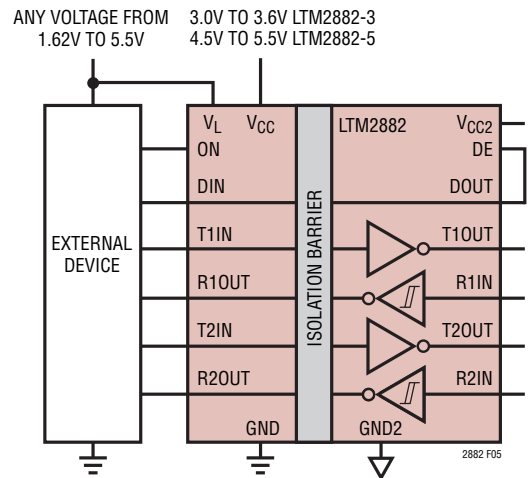 ANY VOLTAGE FROM
1.62V TO 5.5V
3.0V TO 3.6V LTM2882-3
4.5V TO 5.5V LTM2882-5
EXTERNAL
DEVICE
VL
VCC
ON
DIN
T1IN
R1OUT
T2IN
R2OUT
GND
ISOLATION BARRIER
LTM2882
VCC2
DE
DOUT
T1OUT
R1IN
T2OUT
R2IN
GND2
2882 F05